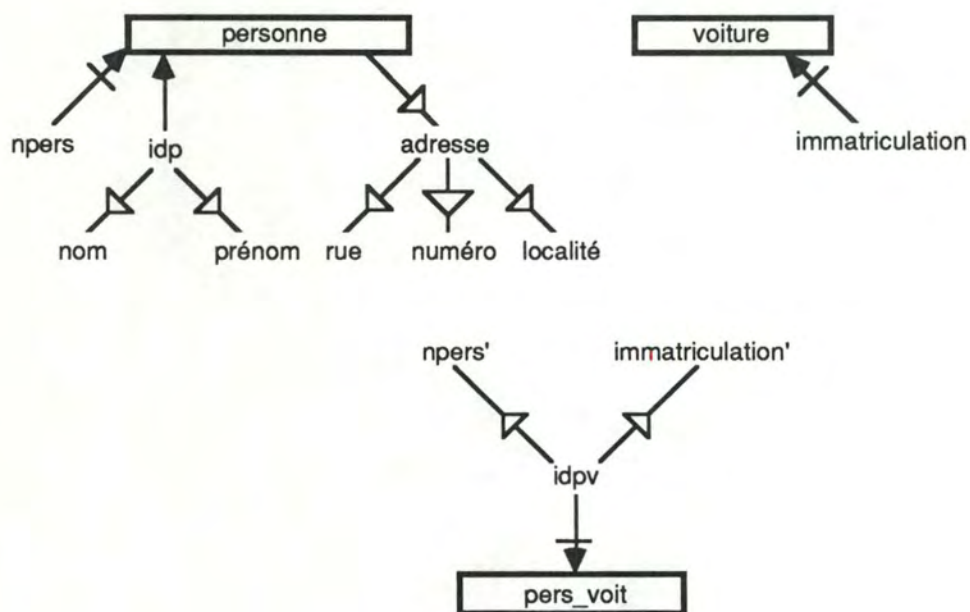 personne voiture
npers idp adresse immatriculation
nom prénom rue numéro localité
npers' immatriculation'
idpv
pers_voit